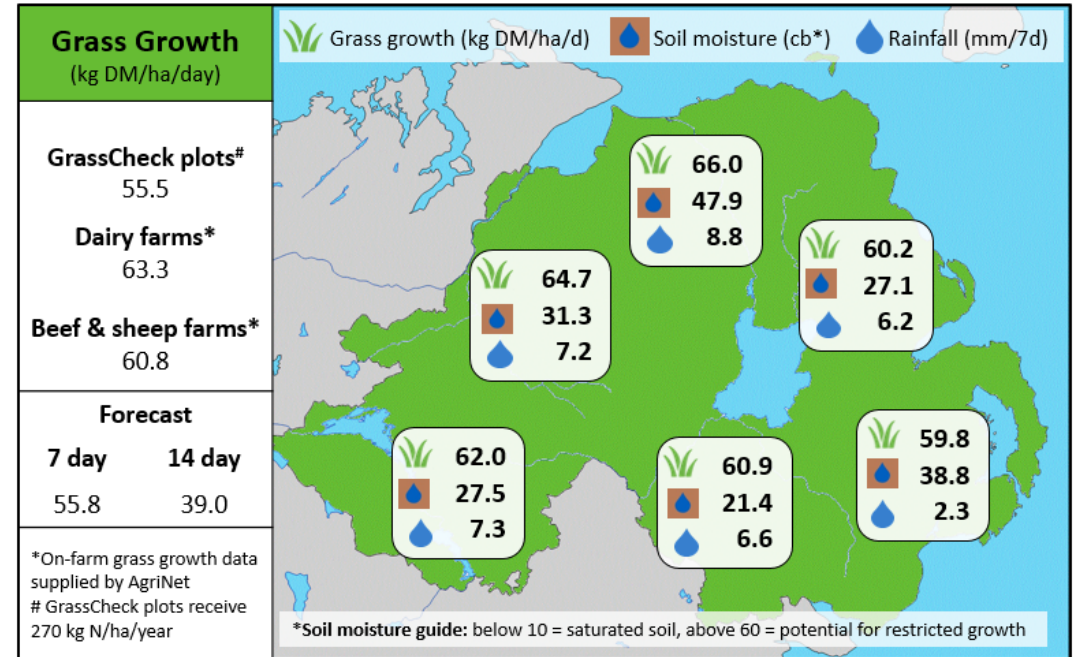 Grass Growth
(kg DM/ha/day)
GrassCheck plots#
55.5
Dairy farms*
63.3
Beef & sheep farms*
60.8
Forecast
7 day 14 day
55.8 39.0
*On-farm grass growth data
supplied by AgriNet
# GrassCheck plots receive
270 kg N/ha/year
Grass growth (kg DM/ha/d) Soil moisture (cb*) Rainfall (mm/7d)
66.0
47.9
8.8
60.2
27.1
6.2
64.7
31.3
7.2
62.0
27.5
7.3
60.9
21.4
6.6
59.8
38.8
2.3
*Soil moisture guide: below 10 = saturated soil, above 60 = potential for restricted growth